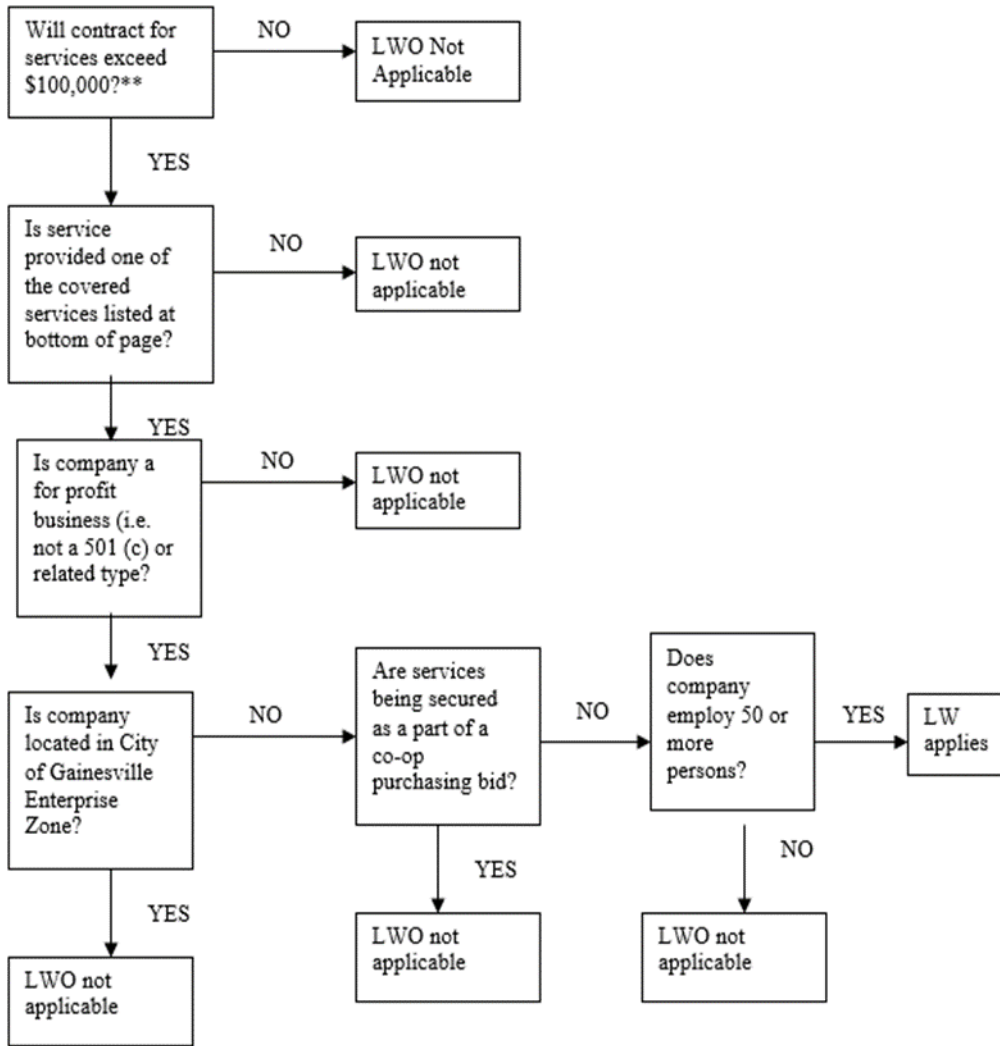 Will contract for
services exceed
$100,000?**
NO
LWO Not
Applicable
YES
Is service
provided one of
the covered
services listed at
bottom of page?
NO
LWO not
applicable
YES
Is company a
for profit
business (i.e.
not a 501 (c) or
related type?
NO
LWO not
applicable
YES
Is company
located in City
of Gainesville
Enterprise
Zone?
NO
Are services
being secured
as a part of a
co-op
purchasing bid?
NO
Does
company
employ 50 or
more
persons?
YES
LW
applies
YES
LWO not
applicable
YES
LWO not
applicable
NO
LWO not
applicable